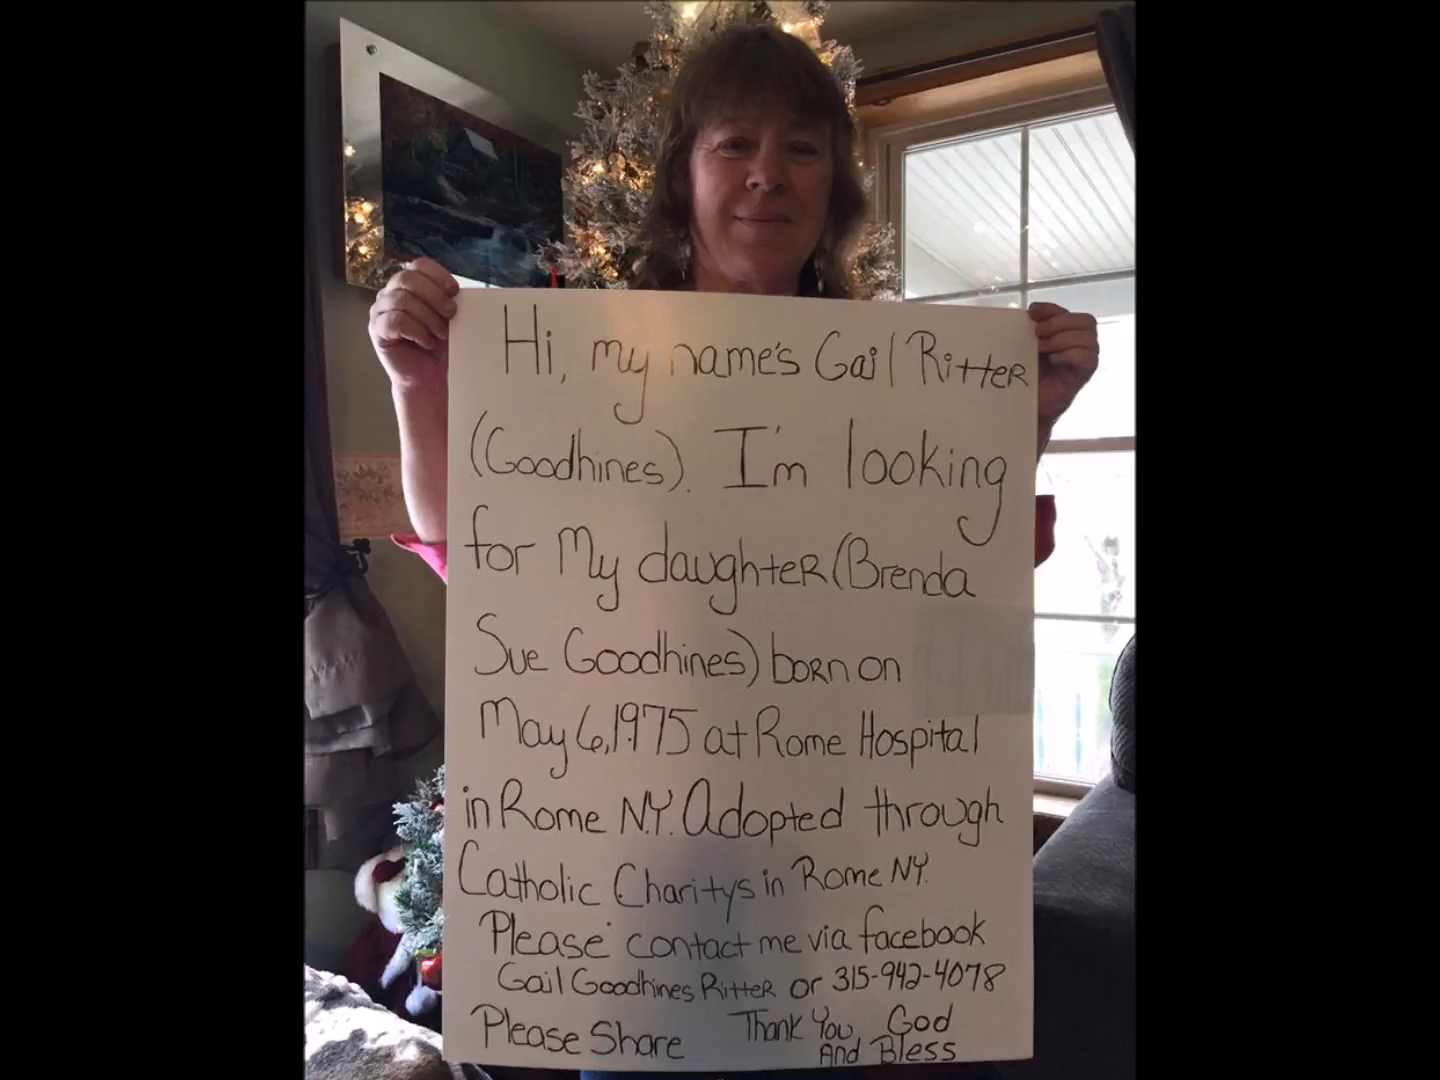 Hi, my name's Gail Ritter
(Goodhines). I'm looking
for My daughter (Brenda
Sue Goodhines) born on
May 6, 1975 at Rome Hospital
in Rome N.Y. Adopted through
Catholic Charitys in Rome NY.
Please contact me via facebook
Gail Goodhines Ritter or 315-942-4078
Please Share Thank You God
And Bless